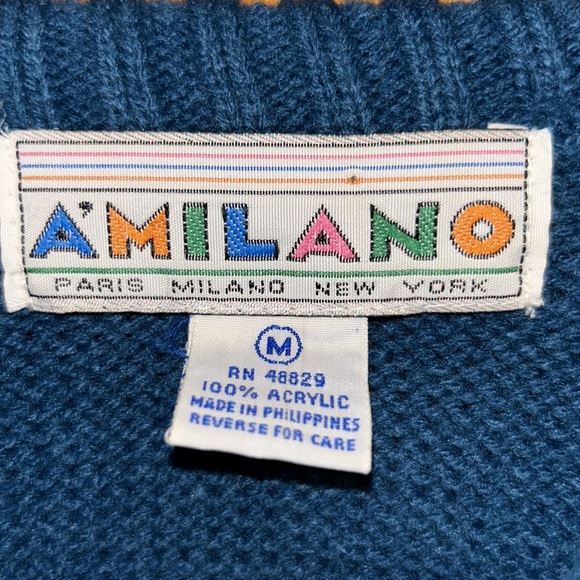 A'MILANO
PARIS MILANO NEW YORK
M
RN 48829
100% ACRYLIC
MADE IN PHILIPPINES
REVERSE FOR CARE